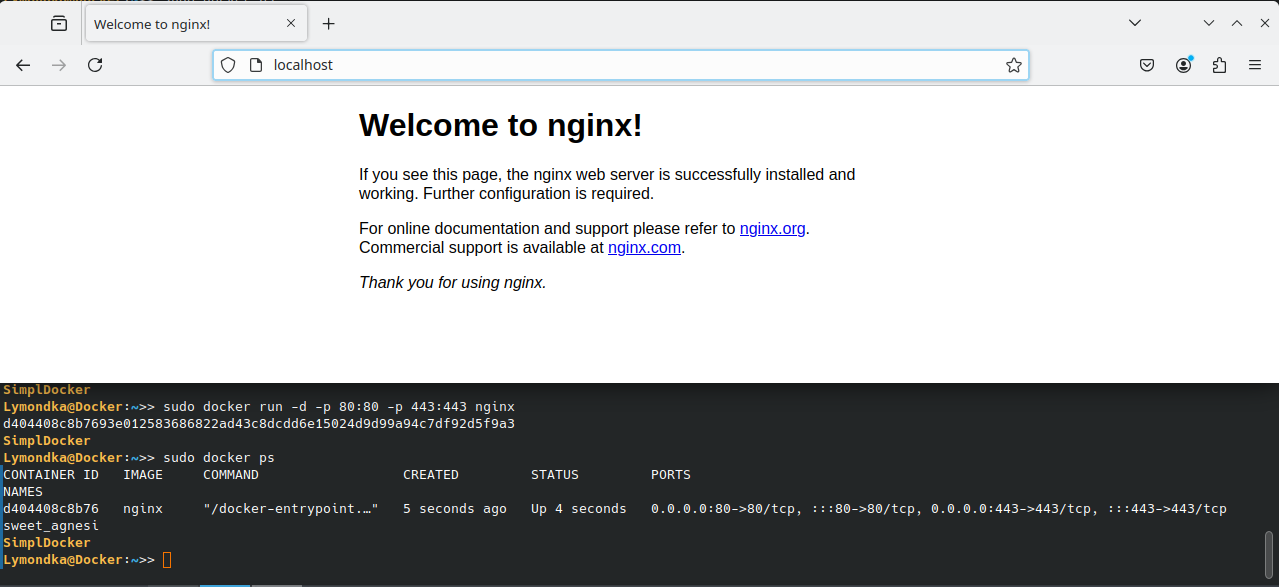 Welcome to nginx!
localhost
Welcome to nginx!
If you see this page, the nginx web server is successfully installed and
working. Further configuration is required.
For online documentation and support please refer to nginx.org.
Commercial support is available at nginx.com.
Thank you for using nginx.
SimplDocker
Lymondka@Docker:~>> sudo docker run -d -p 80:80 -p 443:443 nginx
d404408c8b7693e012583686822ad43c8dcdd6e15024d9d99a94c7df92d5f9a3
SimplDocker
Lymondka@Docker:~>> sudo docker ps
CONTAINER ID   IMAGE     COMMAND                  CREATED         STATUS         PORTS
NAMES
d404408c8b76   nginx     "/docker-entrypoint.…"   5 seconds ago   Up 4 seconds   0.0.0.0:80->80/tcp, :::80->80/tcp, 0.0.0.0:443->443/tcp, :::443->443/tcp
sweet_agnesi
SimplDocker
Lymondka@Docker:~>>